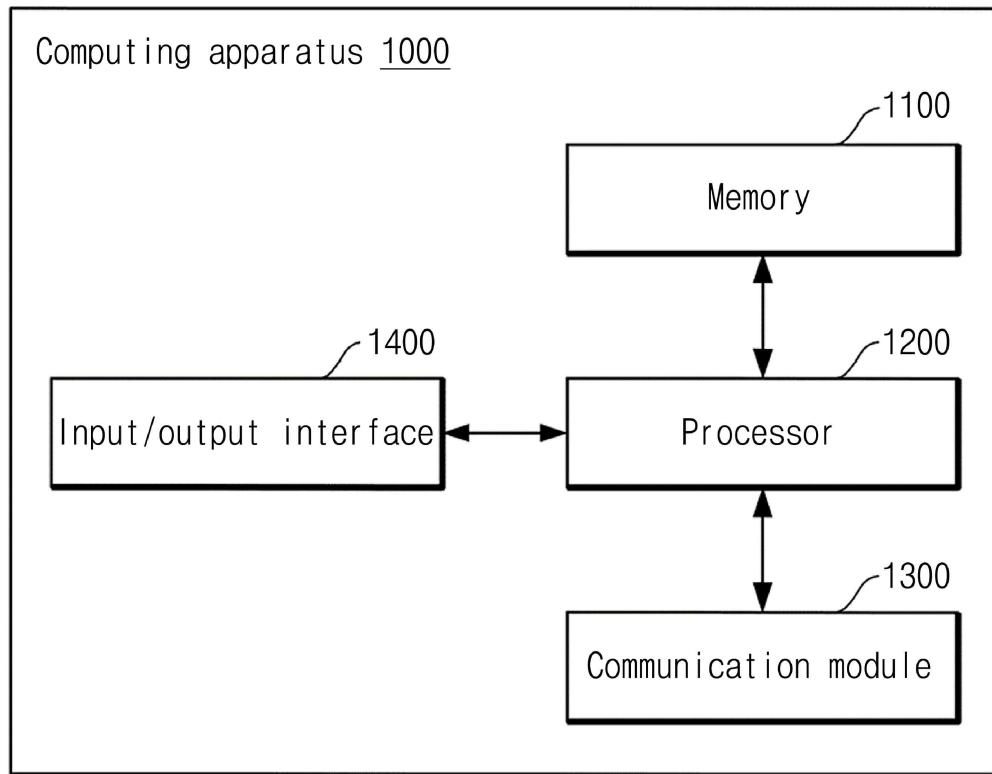 Computing apparatus 1000
1100
Memory
1400
1200
Input/output interface
Processor
1300
Communication module